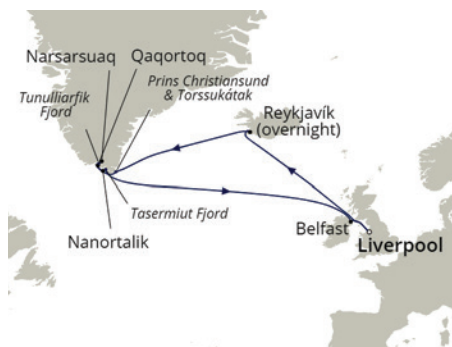 Narsarsuaq
Qaqortoq
Tunulliarfik
Fjord
Prins Christiansund
& Torssukátak
Reykjavík
(overnight)
Tasermiut Fjord
Nanortalik
Belfast
Liverpool